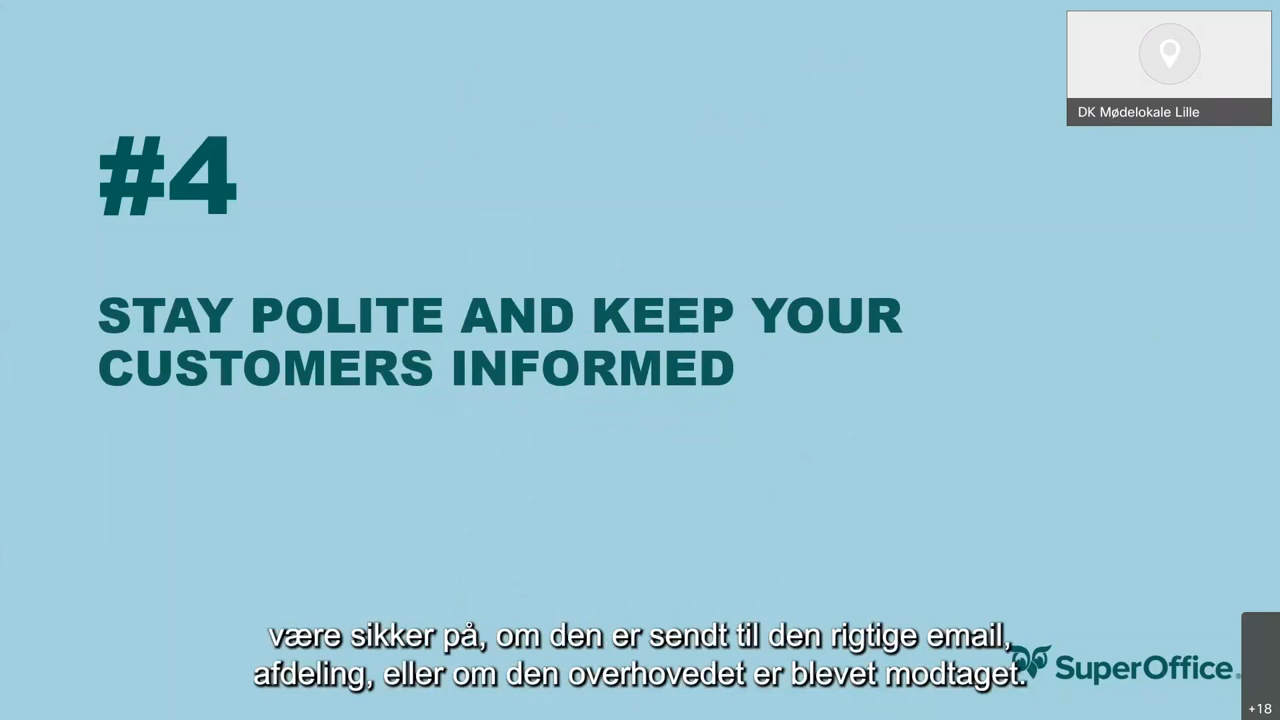 DK Mødelokale Lille
#4
STAY POLITE AND KEEP YOUR
CUSTOMERS INFORMED
være sikker på, om den er sendt til den rigtige email,
afdeling, eller om den overhovedet er blevet modtaget.
SuperOffice®
+18